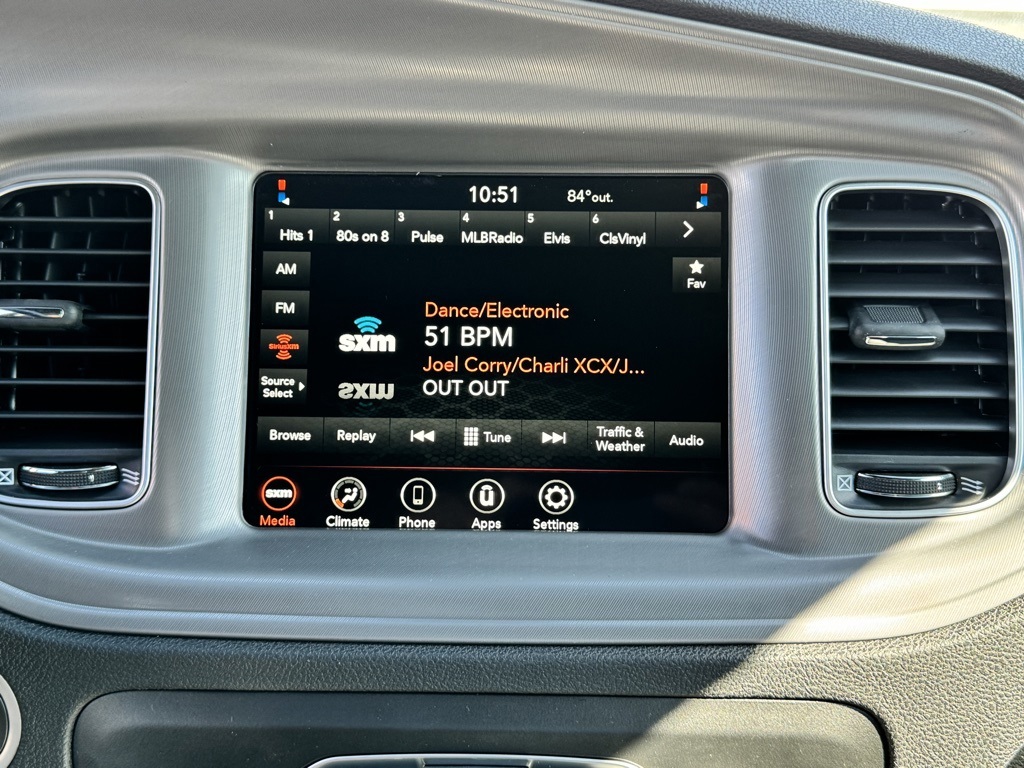 10:51 84°out.
1 2 3 4 5 6
Hits 1 80s on 8 Pulse MLBRadio Elvis ClsVinyl
AM
Fav
FM
Dance/Electronic
sxm 51 BPM
SiriusXM
Joel Corry/Charli XCX/J...
Source
Select
OUT OUT
Browse Replay Tune Traffic &
Weather Audio
sxm
Media Climate Phone Apps Settings